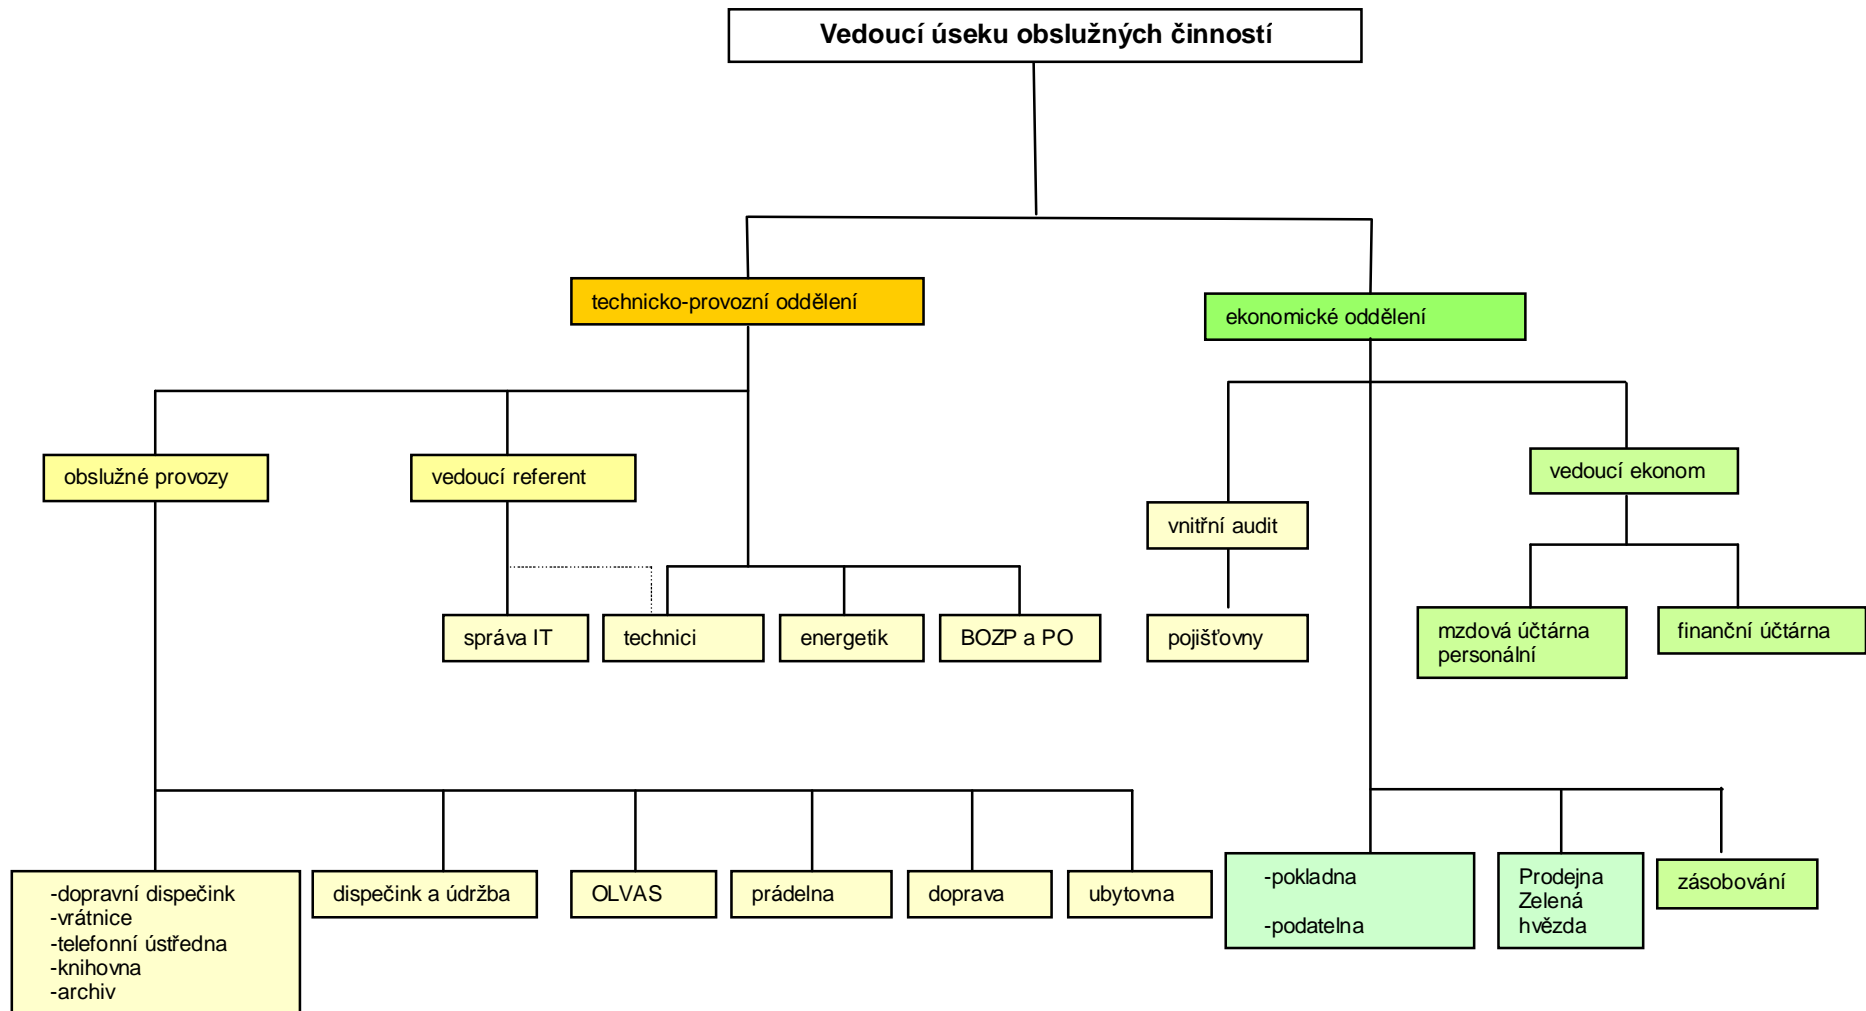 Vedoucí úseku obslužných činností
technicko-provozní oddělení
ekonomické oddělení
obslužné provozy
vedoucí referent
vedoucí ekonom
vnitřní audit
správa IT
technici
energetik
BOZP a PO
pojišťovny
mzdová účtárna
personální
finanční účtárna
-dopravní dispečink
-vrátnice
-telefonní ústředna
-knihovna
-archiv
dispečink a údržba
OLVAS
prádelna
doprava
ubytovna
-pokladna
-podatelna
Prodejna
Zelená
hvězda
zásobování